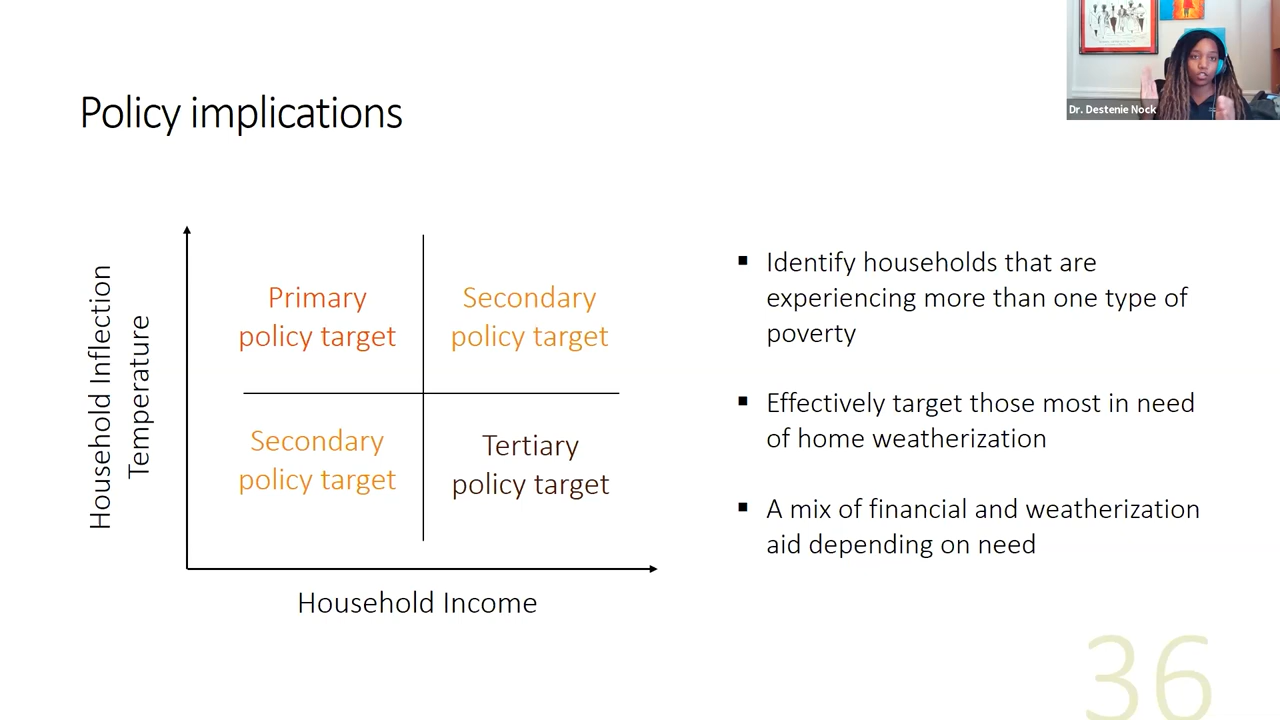 Dr. Destenie Nock
Policy implications
Household Inflection
Temperature
Primary
policy target
Secondary
policy target
Secondary
policy target
Tertiary
policy target
Household Income
▪ Identify households that are
experiencing more than one type of
poverty
▪ Effectively target those most in need
of home weatherization
▪ A mix of financial and weatherization
aid depending on need
36